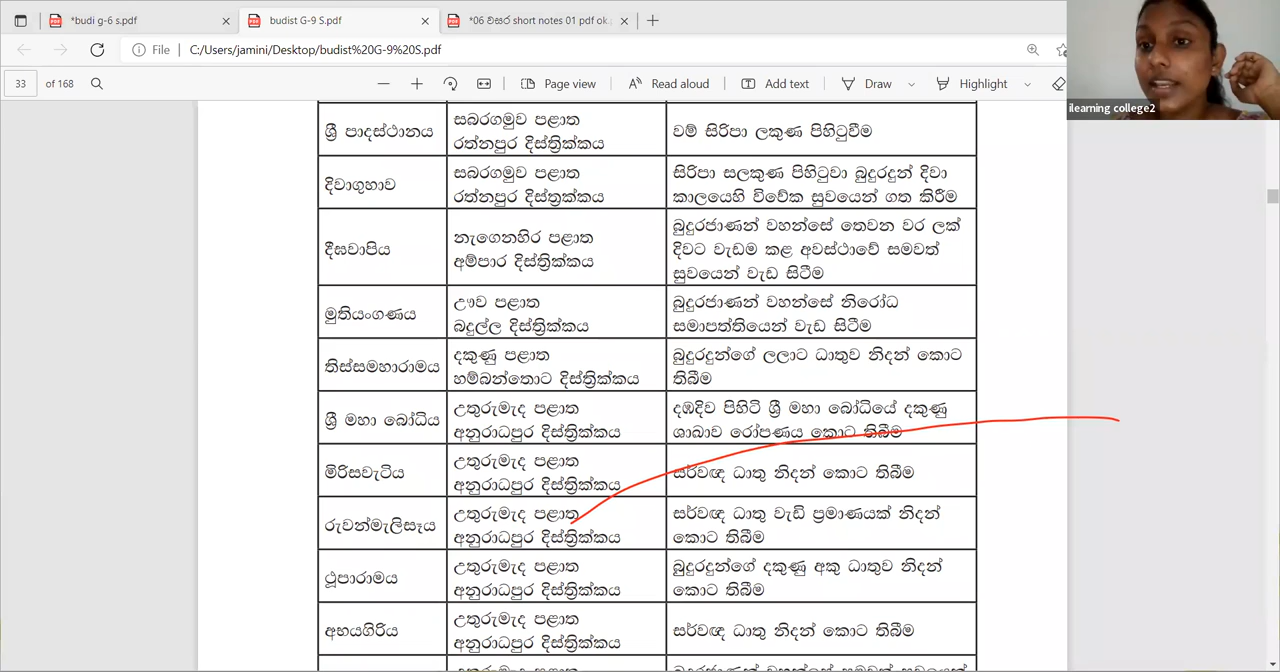 *budi g-6 s.pdf
budist G-9 S.pdf
*06 විසර short notes 01 pdf ok.
File
C:/Users/jamini/Desktop/budist%20G-9%20S.pdf
33 of 168
Page view
Read aloud
Add text
Draw
Highlight
ilearning college2
ශ්‍රී පාදස්ථානය
සබරගමුව පළාත
රත්නපුර දිස්ත්‍රික්කය
වම් සිරිපා ලකුණ පිහිටුවීම
දිවාගුහාව
සබරගමුව පළාත
රත්නපුර දිස්ත්‍රික්කය
සිරිපා සලකුණ පිහිටුවා බුදුරදුන් දිවා
කාලයෙහි විවේක සුවයෙන් ගත කිරීම
දීඝවාපිය
නැගෙනහිර පළාත
අම්පාර දිස්ත්‍රික්කය
බුදුරජාණන් වහන්සේ තෙවන වර ලක්
දිවට වැඩම කළ අවස්ථාවේ සමවත්
සුවයෙන් වැඩ සිටීම
මුතියංගණය
ඌව පළාත
බදුල්ල දිස්ත්‍රික්කය
බුදුරජාණන් වහන්සේ නිරෝධ
සමාපත්තියෙන් වැඩ සිටීම
තිස්සමහාරාමය
දකුණු පළාත
හම්බන්තොට දිස්ත්‍රික්කය
බුදුරදුන්ගේ ලලාට ධාතුව නිදන් කොට
තිබීම
ශ්‍රී මහා බෝධිය
උතුරුමැද පළාත
අනුරාධපුර දිස්ත්‍රික්කය
දඹදිව පිහිටි ශ්‍රී මහා බෝධියේ දකුණු
ශාඛාව රෝපණය කොට තිබීම
මිරිසවැටිය
උතුරුමැද පළාත
අනුරාධපුර දිස්ත්‍රික්කය
සර්වඥ ධාතු නිදන් කොට තිබීම
රුවන්මැලිසෑය
උතුරුමැද පළාත
අනුරාධපුර දිස්ත්‍රික්කය
සර්වඥ ධාතු වැඩි ප්‍රමාණයක් නිදන්
කොට තිබීම
ථූපාරාමය
උතුරුමැද පළාත
අනුරාධපුර දිස්ත්‍රික්කය
බුදුරදුන්ගේ දකුණු අකු ධාතුව නිදන්
කොට තිබීම
අභයගිරිය
උතුරුමැද පළාත
අනුරාධපුර දිස්ත්‍රික්කය
සර්වඥ ධාතු නිදන් කොට තිබීම